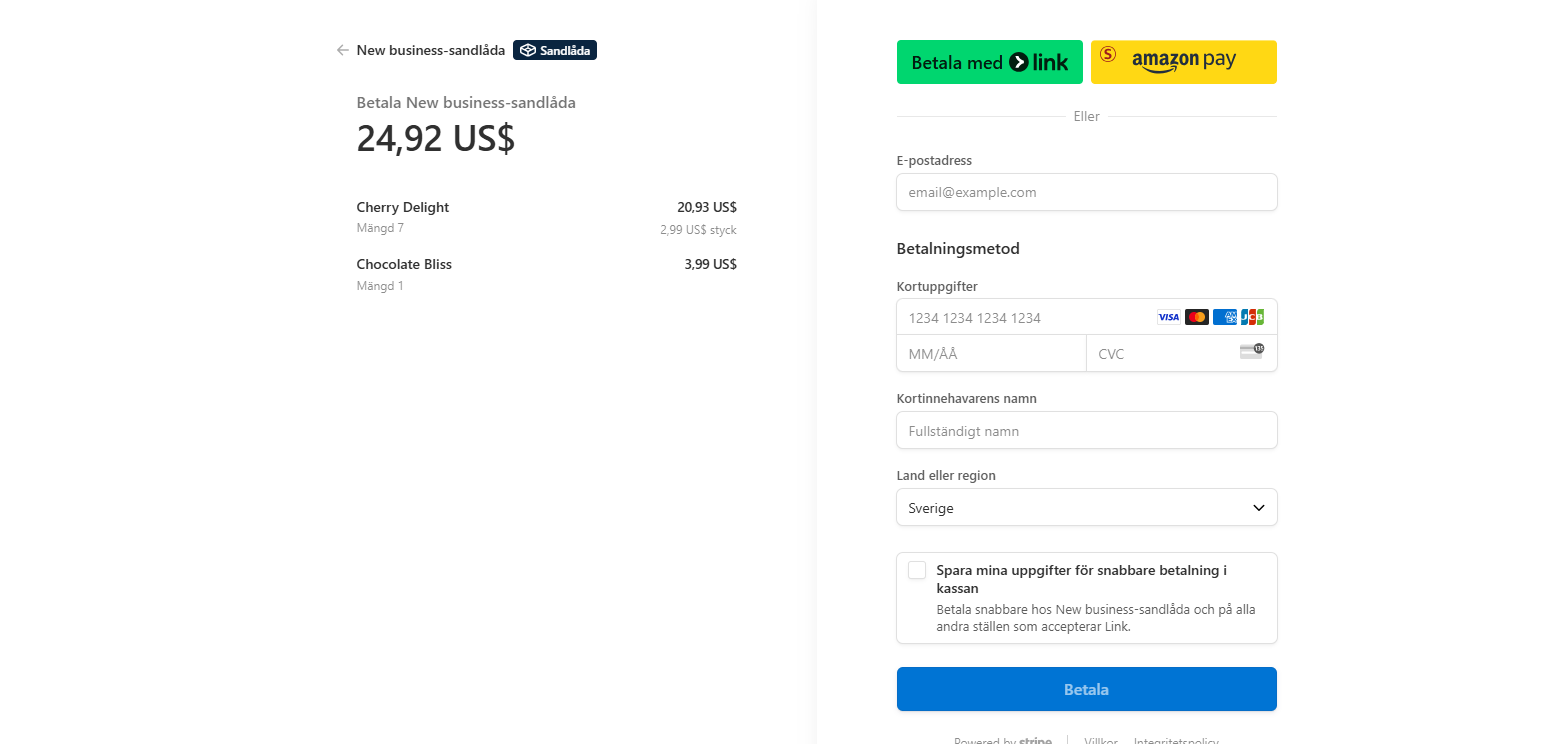 New business-sandlåda Sandlåda
Betala New business-sandlåda
24,92 US$
Cherry Delight 20,93 US$
Mängd 7 2,99 US$ styck
Chocolate Bliss 3,99 US$
Mängd 1
Betala med link
S amazon pay
Eller
E-postadress
email@example.com
Betalningsmetod
Kortuppgifter
1234 1234 1234 1234 VISA AMEX JCB
MM/ÅÅ CVC
Kortinnehavarens namn
Fullständigt namn
Land eller region
Sverige
Spara mina uppgifter för snabbare betalning i
kassan
Betala snabbare hos New business-sandlåda och på alla
andra ställen som accepterar Link.
Betala
Powered by stripe Villkor Integritetspolicy